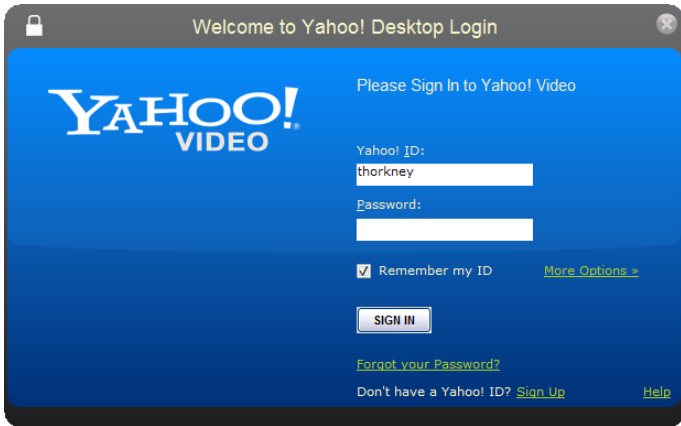 Welcome to Yahoo! Desktop Login
YAHOO!®
VIDEO
Please Sign In to Yahoo! Video
Yahoo! ID:
thorkney
Password:
Remember my ID
More Options »
SIGN IN
Forgot your Password?
Don't have a Yahoo! ID? Sign Up
Help